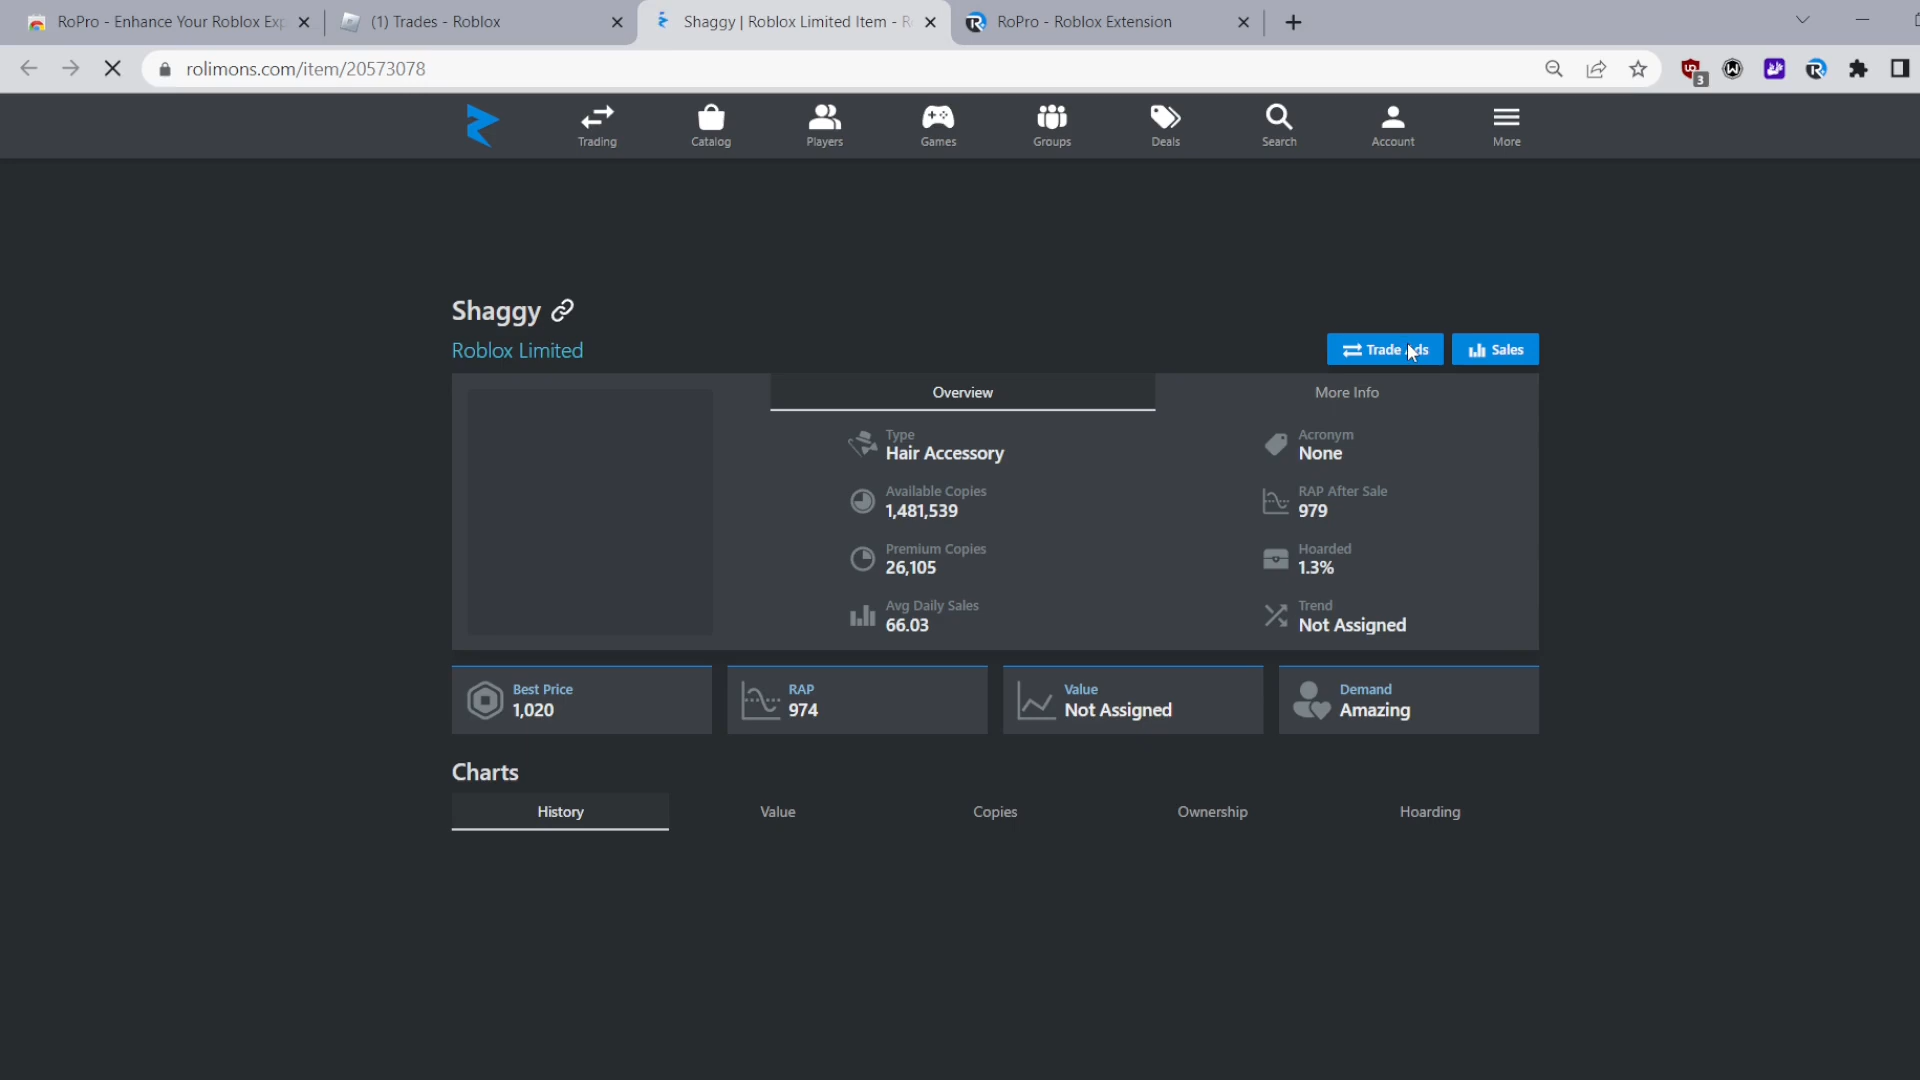 RoPro - Enhance Your Roblox Exp
(1) Trades - Roblox
Shaggy | Roblox Limited Item - R
RoPro - Roblox Extension
rolimons.com/item/20573078
3
Trading
Catalog
Players
Games
Groups
Deals
Search
Account
More
Shaggy
Roblox Limited
Trade Ads
Sales
Overview
More Info
Type
Hair Accessory
Acronym
None
Available Copies
1,481,539
RAP After Sale
979
Premium Copies
26,105
Hoarded
1.3%
Avg Daily Sales
66.03
Trend
Not Assigned
Best Price
1,020
RAP
974
Value
Not Assigned
Demand
Amazing
Charts
History
Value
Copies
Ownership
Hoarding